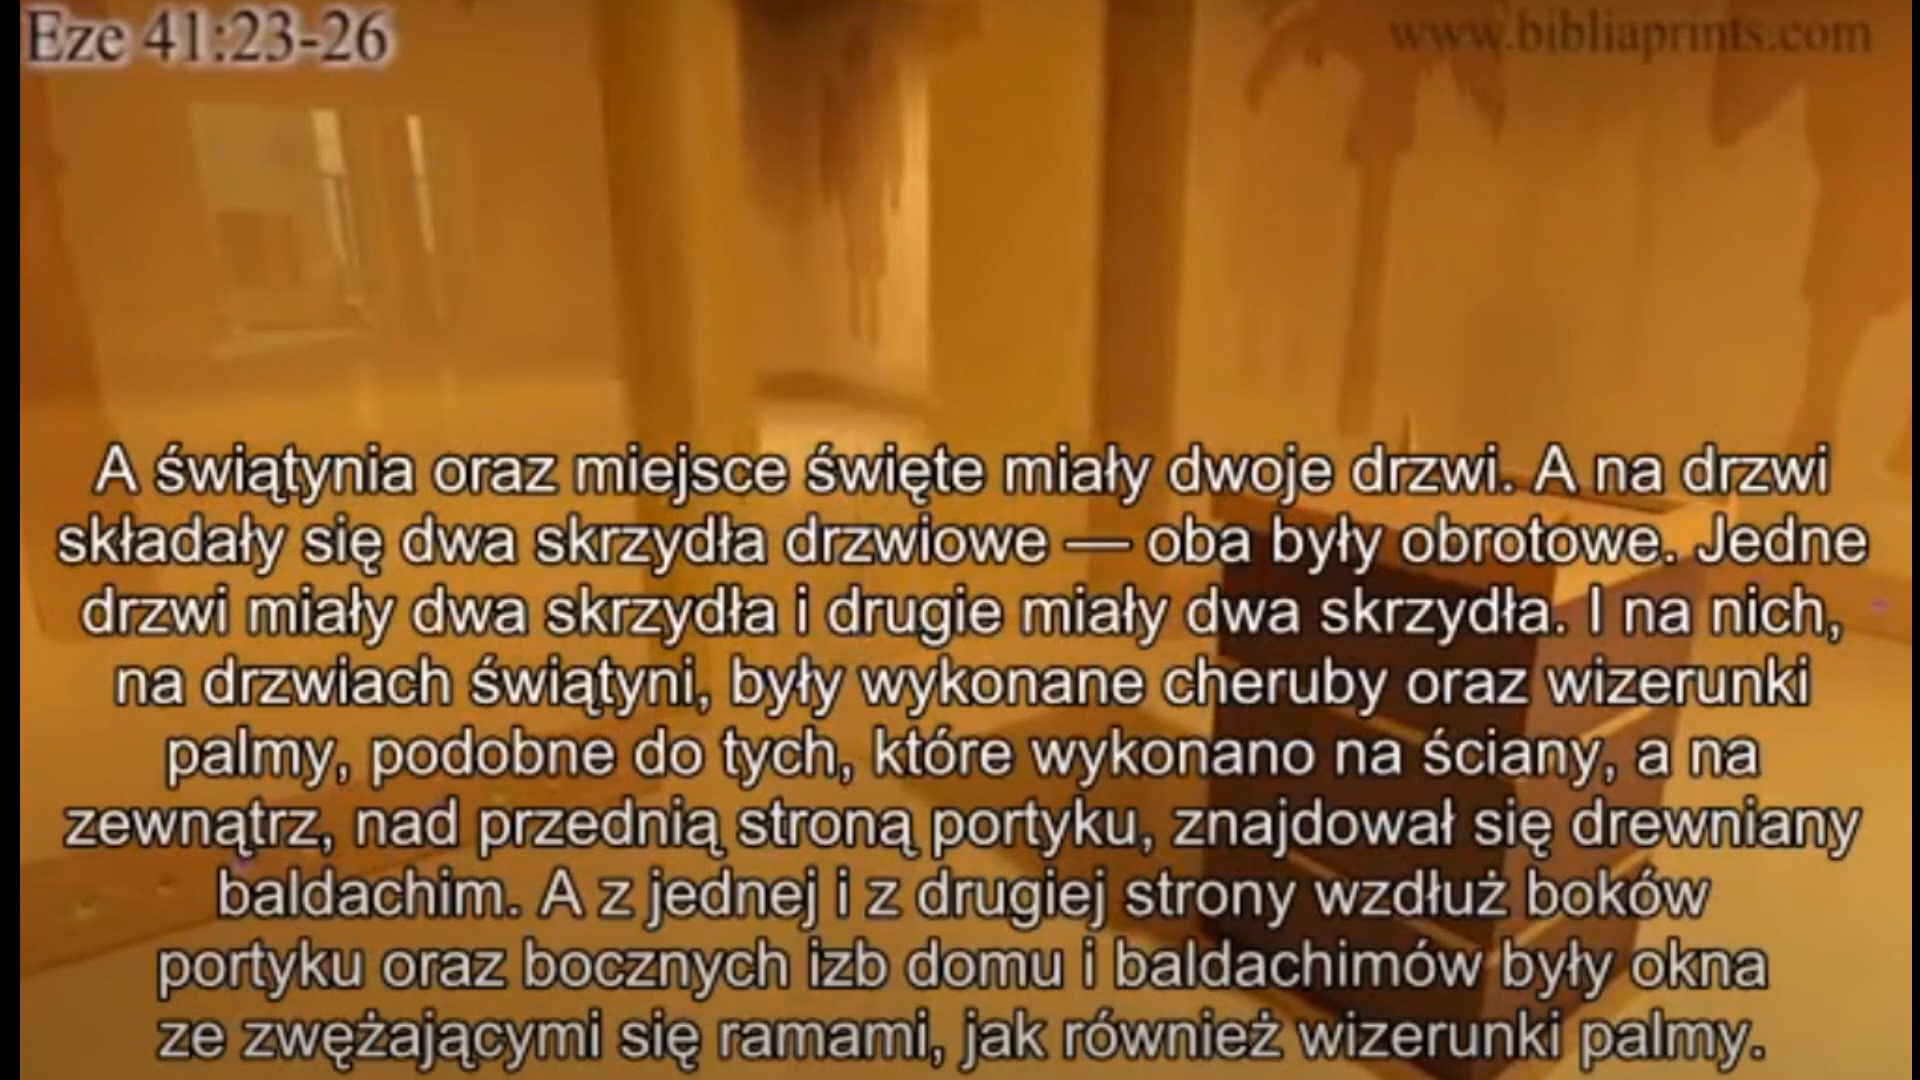 Eze 41:23-26
www.bibliaprints.com
A świątynia oraz miejsce święte miały dwoje drzwi. A na drzwi
składały się dwa skrzydła drzwiowe — oba były obrotowe. Jedne
drzwi miały dwa skrzydła i drugie miały dwa skrzydła. I na nich,
na drzwiach świątyni, były wykonane cheruby oraz wizerunki
palmy, podobne do tych, które wykonano na ściany, a na
zewnątrz, nad przednią stroną portyku, znajdował się drewniany
baldachim. A z jednej i z drugiej strony wzdłuż boków
portyku oraz bocznych izb domu i baldachimów były okna
ze zwężającymi się ramami, jak również wizerunki palmy.